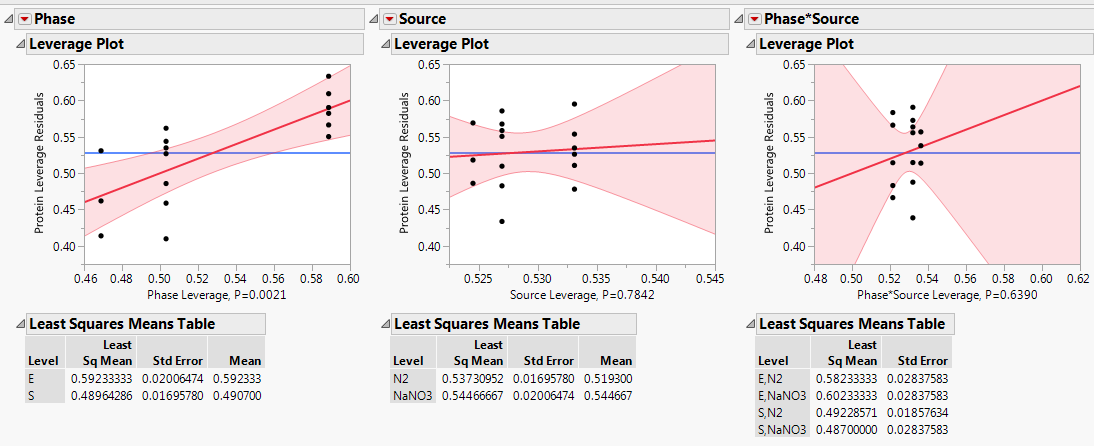 Phase
Leverage Plot
Protein Leverage Residuals
0.65
0.60
0.55
0.50
0.45
0.40
0.46 0.48 0.50 0.52 0.54 0.56 0.58 0.60
Phase Leverage, P=0.0021
Least Squares Means Table
Least
Level Sq Mean Std Error Mean
E 0.59233333 0.02006474 0.592333
S 0.48964286 0.01695780 0.490700
Source
Leverage Plot
Protein Leverage Residuals
0.65
0.60
0.55
0.50
0.45
0.40
0.525 0.530 0.535 0.540 0.545
Source Leverage, P=0.7842
Least Squares Means Table
Least
Level Sq Mean Std Error Mean
N2 0.53730952 0.01695780 0.519300
NaNO3 0.54466667 0.02006474 0.544667
Phase*Source
Leverage Plot
Protein Leverage Residuals
0.65
0.60
0.55
0.50
0.45
0.40
0.48 0.50 0.52 0.54 0.56 0.58 0.60 0.62
Phase*Source Leverage, P=0.6390
Least Squares Means Table
Least
Level Sq Mean Std Error
E,N2 0.58233333 0.02837583
E,NaNO3 0.60233333 0.02837583
S,N2 0.49228571 0.01857634
S,NaNO3 0.48700000 0.02837583